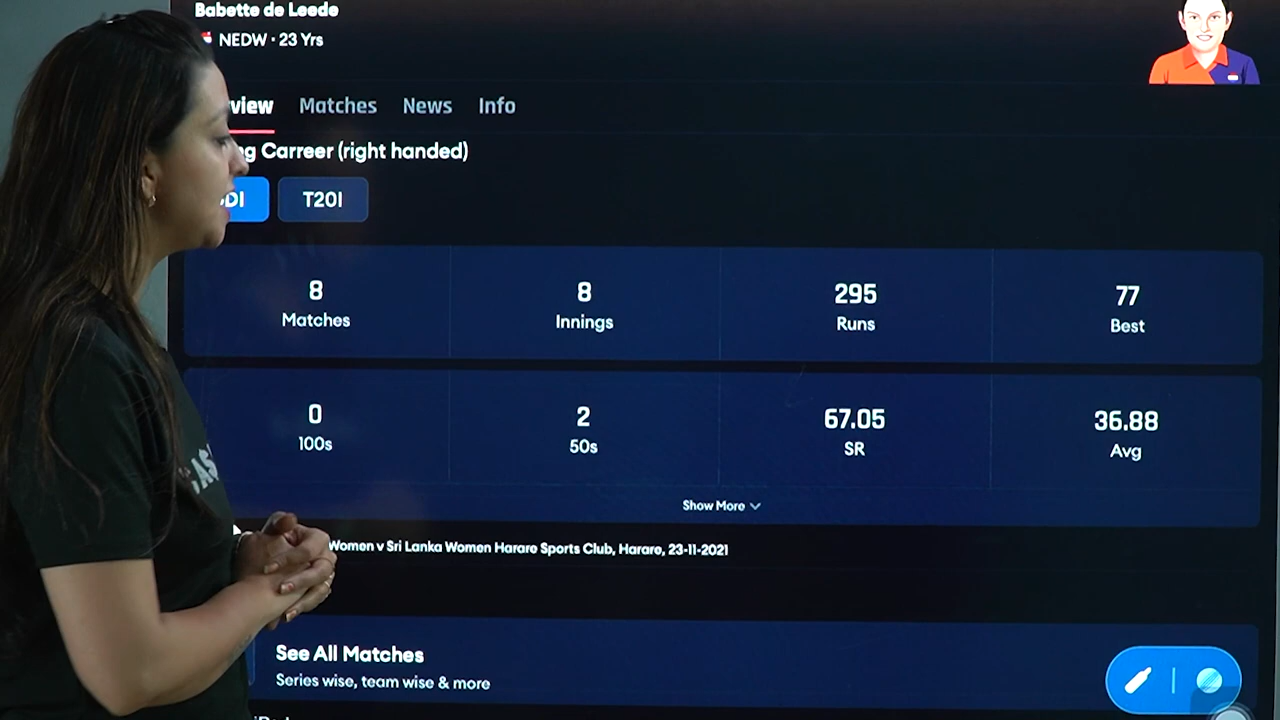 Babette de Leede
NEDW · 23 Yrs
view Matches News Info
ng Carreer (right handed)
DI T20I
8 8 295 77
Matches Innings Runs Best
0 2 67.05 36.88
100s 50s SR Avg
Show More
Women v Sri Lanka Women Harare Sports Club, Harare, 23-11-2021
See All Matches
Series wise, team wise & more